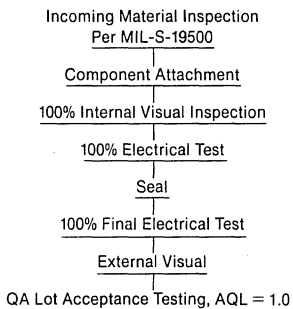 Incoming Material Inspection
Per MIL-S-19500
Component Attachment
100% Internal Visual Inspection
100% Electrical Test
Seal
100% Final Electrical Test
External Visual
QA Lot Acceptance Testing, AQL = 1.0